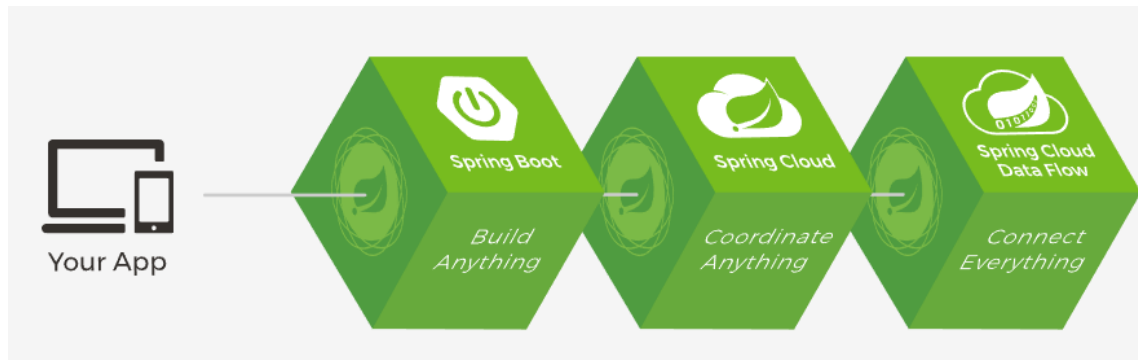 Your App
Spring Boot
Build
Anything
Spring Cloud
Coordinate
Anything
Spring Cloud
Data Flow
Connect
Everything